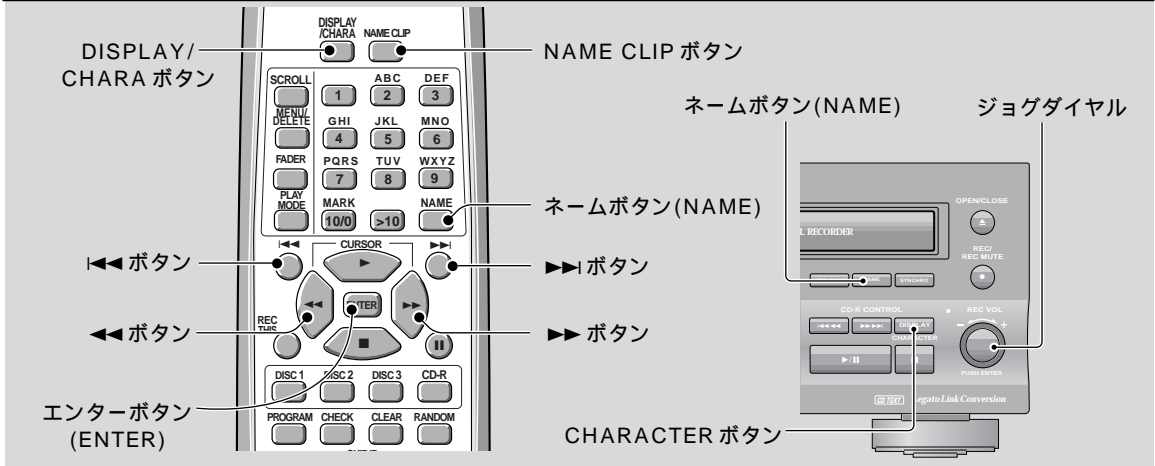 DISPLAY/
CHARA ボタン
NAME CLIP ボタン
ネームボタン(NAME)
ジョグダイヤル
ネームボタン(NAME)
|◀◀ ボタン
▶▶| ボタン
◀◀ ボタン
▶▶ ボタン
エンターボタン
(ENTER)
CHARACTER ボタン
DISPLAY
/CHARA
NAME CLIP
SCROLL
ABC
DEF
1
2
3
MENU/
DELETE
GHI
JKL
MNO
4
5
6
FADER
PQRS
TUV
WXYZ
7
8
9
PLAY
MODE
MARK
NAME
10/0
>10
CURSOR
ENTER
REC
THIS
DISC 1
DISC 2
DISC 3
CD-R
PROGRAM
CHECK
CLEAR
RANDOM
OPEN/CLOSE
L RECORDER
REC/
REC MUTE
SYNCHRO
CD-R CONTROL
REC VOL
− +
DISPLAY
CHARACTER
PUSH ENTER
CD TEXT
Legato Link Conversion